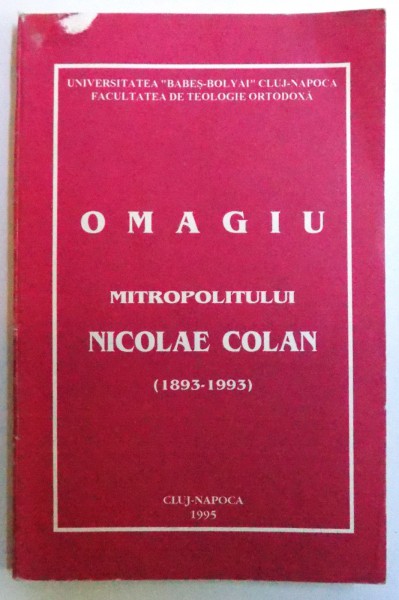 UNIVERSITATEA "BABEȘ-BOLYAI" CLUJ-NAPOCA
FACULTATEA DE TEOLOGIE ORTODOXĂ
OMAGIU
MITROPOLITULUI
NICOLAE COLAN
(1893-1993)
CLUJ-NAPOCA
1995